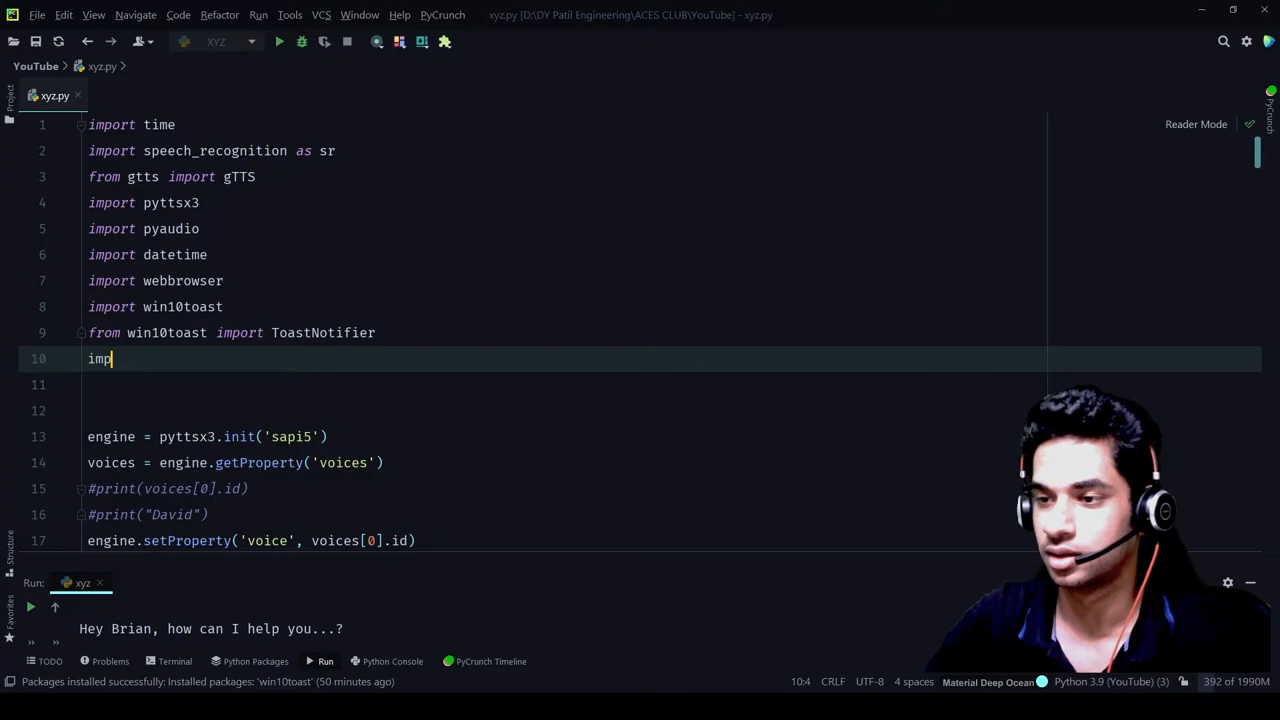 File Edit View Navigate Code Refactor Run Tools VCS Window Help PyCrunch xyz.py [D:\DY Patil Engineering\ACES CLUB\YouTube] - xyz.py
XYZ
YouTube xyz.py
xyz.py
Project
PyCrunch
Reader Mode
1 import time
2 import speech_recognition as sr
3 from gtts import gTTS
4 import pyttsx3
5 import pyaudio
6 import datetime
7 import webbrowser
8 import win10toast
9 from win10toast import ToastNotifier
10 imp
11
12
13 engine = pyttsx3.init('sapi5')
14 voices = engine.getProperty('voices')
15 #print(voices[0].id)
16 #print("David")
17 engine.setProperty('voice', voices[0].id)
Structure
Favorites
Run: xyz
Hey Brian, how can I help you...?
TODO Problems Terminal Python Packages Run Python Console PyCrunch Timeline
Packages installed successfully: Installed packages: 'win10toast' (50 minutes ago) 10:4 CRLF UTF-8 4 spaces Material Deep Ocean Python 3.9 (YouTube) (3) 392 of 1990M